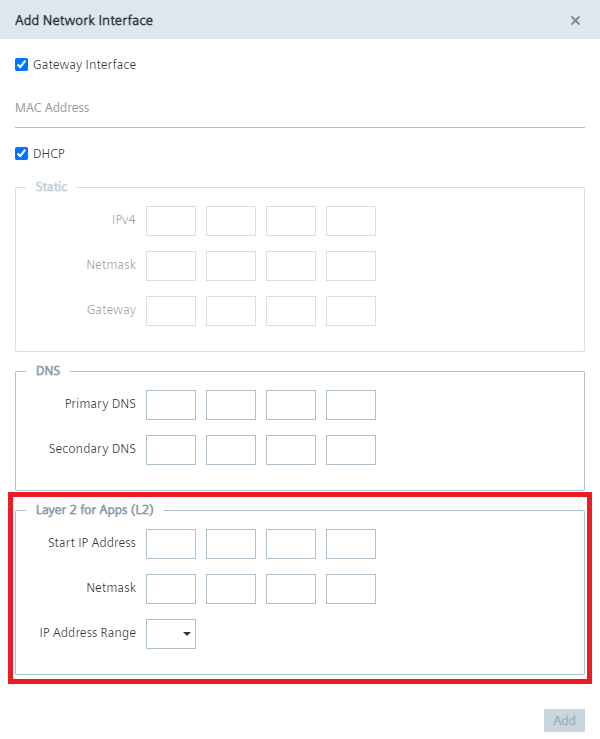 Add Network Interface
Gateway Interface
MAC Address
DHCP
Static
IPv4
Netmask
Gateway
DNS
Primary DNS
Secondary DNS
Layer 2 for Apps (L2)
Start IP Address
Netmask
IP Address Range
Add